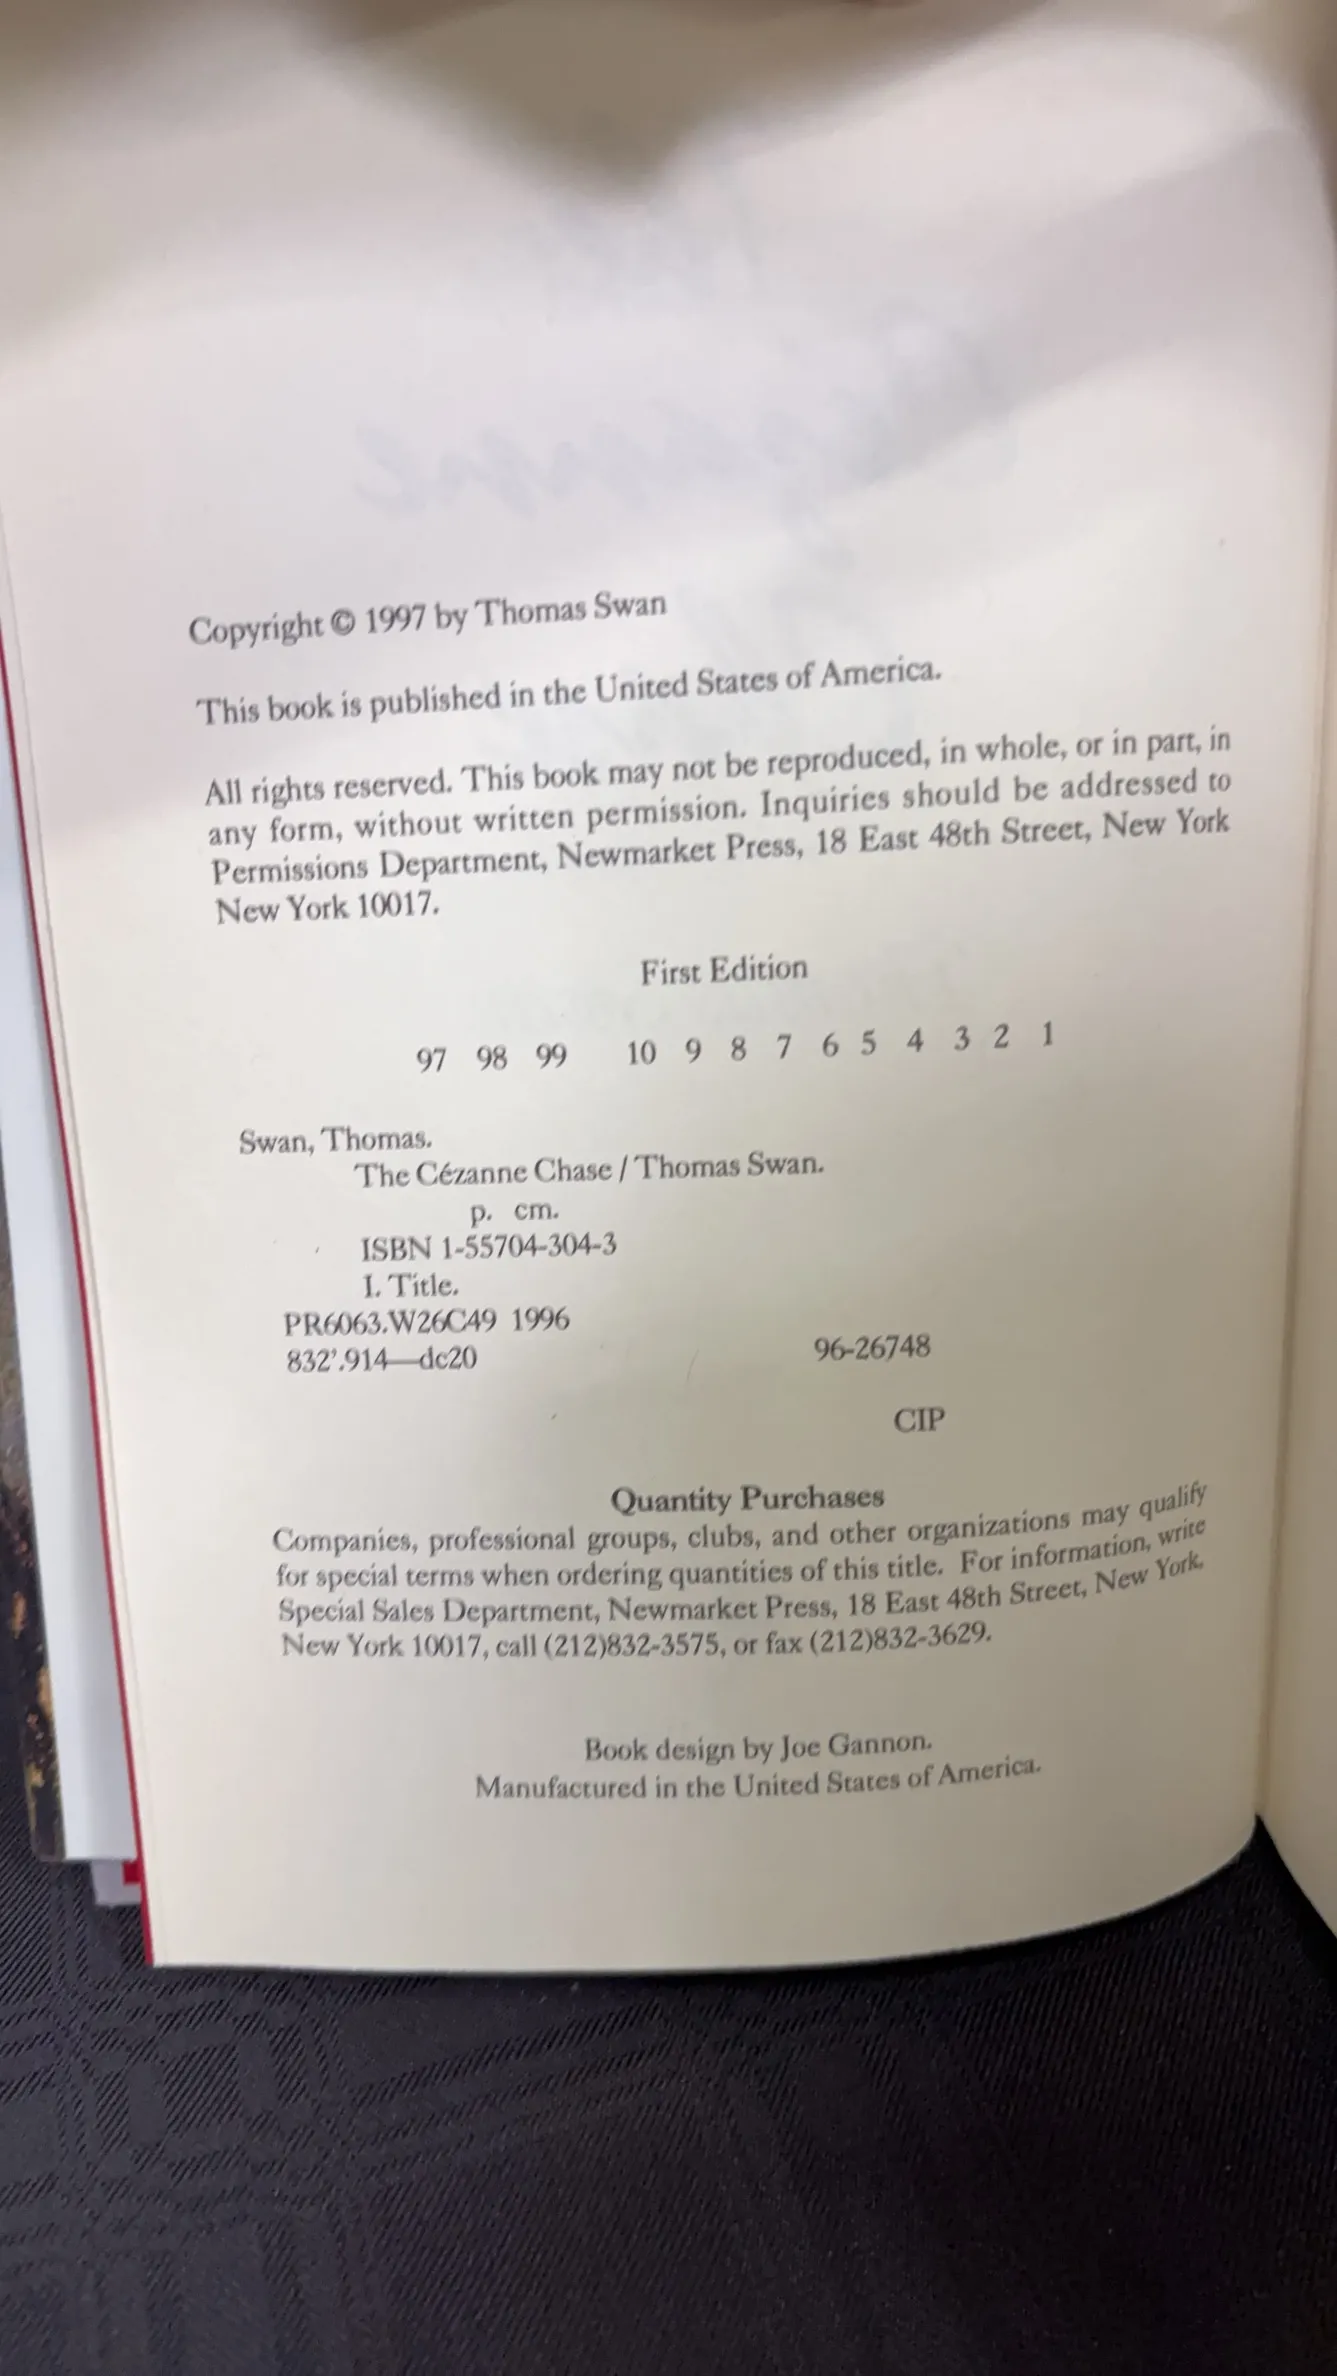 Copyright © 1997 by Thomas Swan
This book is published in the United States of America.
All rights reserved. This book may not be reproduced, in whole, or in part, in
any form, without written permission. Inquiries should be addressed to
Permissions Department, Newmarket Press, 18 East 48th Street, New York
New York 10017.
First Edition
97 98 99 10 9 8 7 6 5 4 3 2 1
Swan, Thomas.
The Cézanne Chase / Thomas Swan.
p. cm.
ISBN 1-55704-304-3
I. Title.
PR6063.W26C49 1996
832'.914—dc20 96-26748
CIP
Quantity Purchases
Companies, professional groups, clubs, and other organizations may qualify
for special terms when ordering quantities of this title. For information, write
Special Sales Department, Newmarket Press, 18 East 48th Street, New York,
New York 10017, call (212)832-3575, or fax (212)832-3629.
Book design by Joe Gannon.
Manufactured in the United States of America.